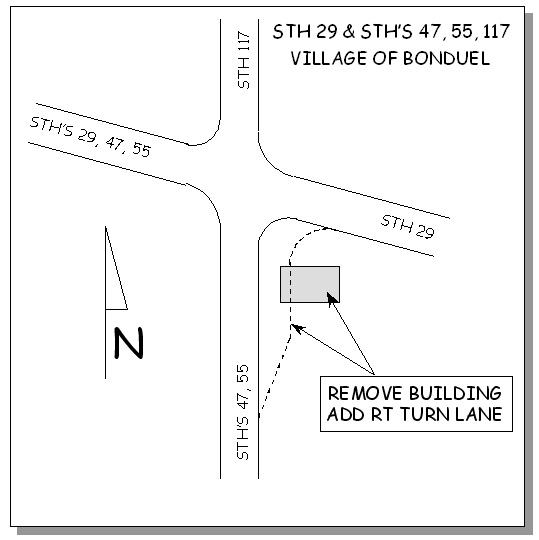 STH 29 & STH'S 47, 55, 117
VILLAGE OF BONDUEL
STH 117
STH'S 29, 47, 55
STH 29
N
STH'S 47, 55
REMOVE BUILDING
ADD RT TURN LANE